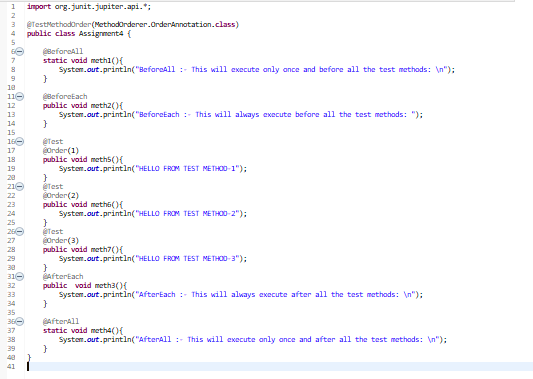 1 import org.junit.jupiter.api.*;
2
3 @TestMethodOrder(MethodOrderer.OrderAnnotation.class)
4 public class Assignment4 {
5
6 @BeforeAll
7 static void meth1(){
8 System.out.println("BeforeAll :- This will execute only once and before all the test methods: \n");
9 }
10
11 @BeforeEach
12 public void meth2(){
13 System.out.println("BeforeEach :- This will always execute before all the test methods: ");
14 }
15
16 @Test
17 @Order(1)
18 public void meth5(){
19 System.out.println("HELLO FROM TEST METHOD-1");
20 }
21 @Test
22 @Order(2)
23 public void meth6(){
24 System.out.println("HELLO FROM TEST METHOD-2");
25 }
26 @Test
27 @Order(3)
28 public void meth7(){
29 System.out.println("HELLO FROM TEST METHOD-3");
30 }
31 @AfterEach
32 public  void meth3(){
33 System.out.println("AfterEach :- This will always execute after all the test methods: \n");
34 }
35
36 @AfterAll
37 static void meth4(){
38 System.out.println("AfterAll :- This will execute only once and after all the test methods: \n");
39 }
40 }
41